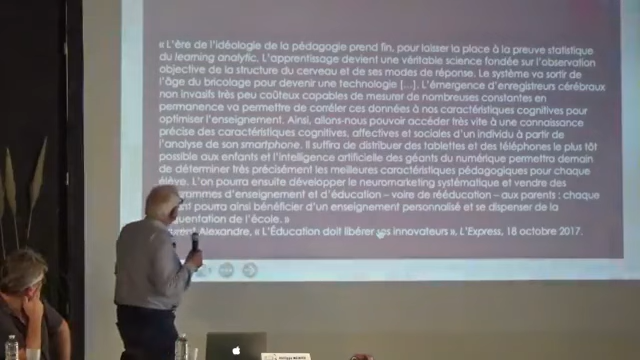 « L'ère de l'idéologie de la pédagogie prend fin, pour laisser la place à la preuve statistique
du learning analytic. L'apprentissage devient une véritable science fondée sur l'observation
objective de la structure du cerveau et de ses modes de réponse. Le système va sortir de
l'âge du bricolage pour devenir une technologie [...]. L'émergence d'enregistreurs cérébraux
non invasifs très peu coûteux capables de mesurer de nombreuses constantes en
permanence va permettre de corréler ces données à nos caractéristiques cognitives pour
optimiser l'enseignement. Ainsi, allons-nous pouvoir accéder très vite à une connaissance
précise des caractéristiques cognitives, affectives et sociales d'un individu à partir de
l'analyse de son smartphone. Il suffira de distribuer des tablettes et des téléphones le plus tôt
possible aux enfants et l'intelligence artificielle des géants du numérique permettra demain
de déterminer très précisément les meilleures caractéristiques pédagogiques pour chaque
élève. L'on pourra ensuite développer le neuromarketing systématique et vendre des
grammes d'enseignement et d'éducation – voire de rééducation – aux parents : chaque
pourra ainsi bénéficier d'un enseignement personnalisé et se dispenser de la
quentation de l'école. »
Alexandre, « L'Éducation doit libérer ses innovateurs », L'Express, 18 octobre 2017.